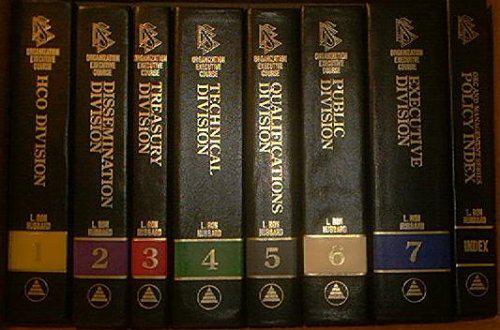 ORGANIZATION
EXECUTIVE
COURSE
HCO DIVISION
L. RON
HUBBARD
1
ORGANIZATION
EXECUTIVE
COURSE
DISSEMINATION
DIVISION
L. RON
HUBBARD
2
ORGANIZATION
EXECUTIVE
COURSE
TREASURY
DIVISION
L. RON
HUBBARD
3
ORGANIZATION
EXECUTIVE
COURSE
TECHNICAL
DIVISION
L. RON
HUBBARD
4
ORGANIZATION
EXECUTIVE
COURSE
QUALIFICATIONS
DIVISION
L. RON
HUBBARD
5
ORGANIZATION
EXECUTIVE
COURSE
PUBLIC
DIVISION
L. RON
HUBBARD
6
ORGANIZATION
EXECUTIVE
COURSE
EXECUTIVE
DIVISION
L. RON
HUBBARD
7
OEC AND MANAGEMENT SERIES
POLICY INDEX
L. RON
HUBBARD
INDEX